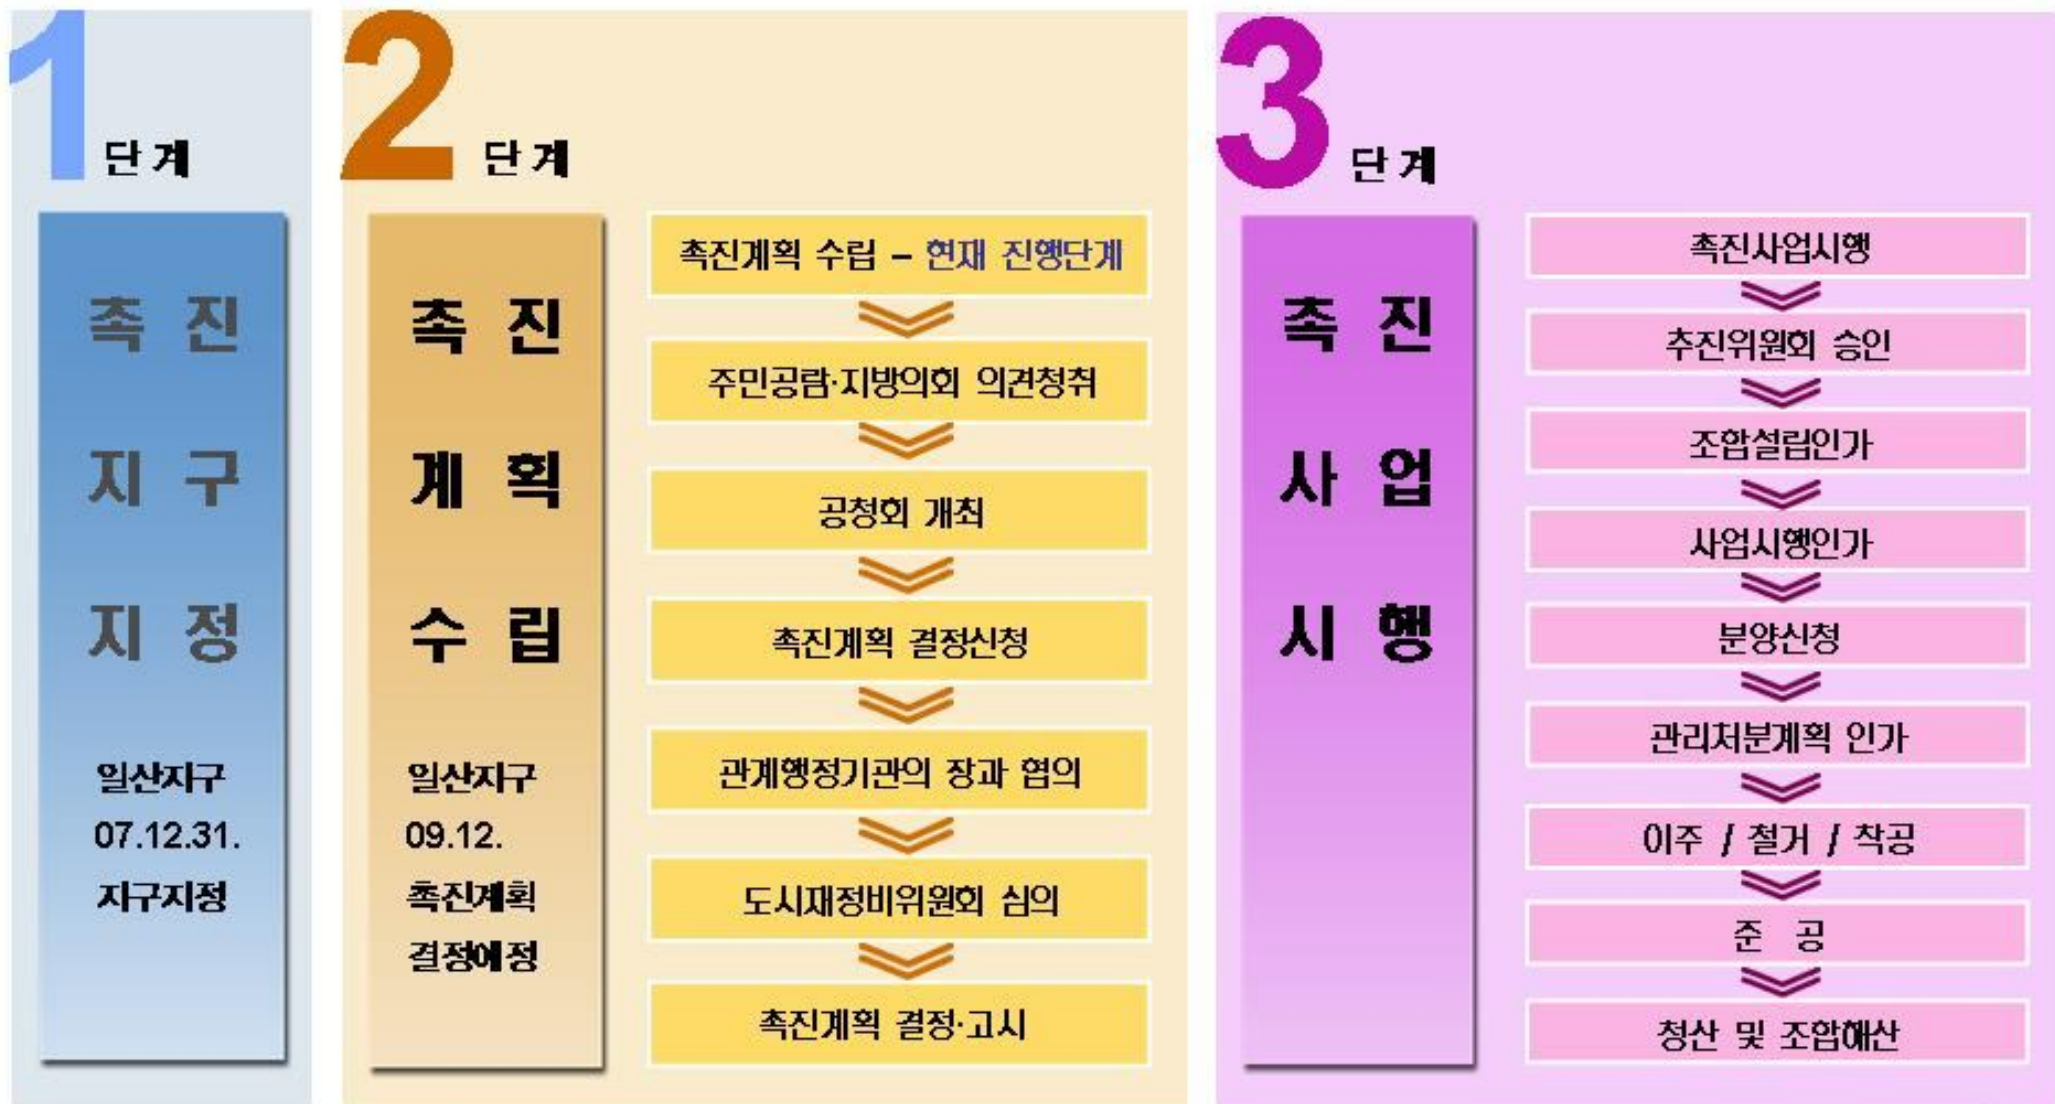 1 단계
촉 진
지 구
지 정
일산지구
07.12.31.
지구지정
2 단계
촉 진
계 획
수 립
일산지구
09.12.
촉진계획
결정예정
촉진계획 수립 – 현재 진행단계
주민공람·지방의회 의견청취
공청회 개최
촉진계획 결정신청
관계행정기관의 장과 협의
도시재정비위원회 심의
촉진계획 결정·고시
3 단계
촉 진
사 업
시 행
촉진사업시행
추진위원회 승인
조합설립인가
사업시행인가
분양신청
관리처분계획 인가
이주 / 철거 / 착공
준 공
청산 및 조합해산